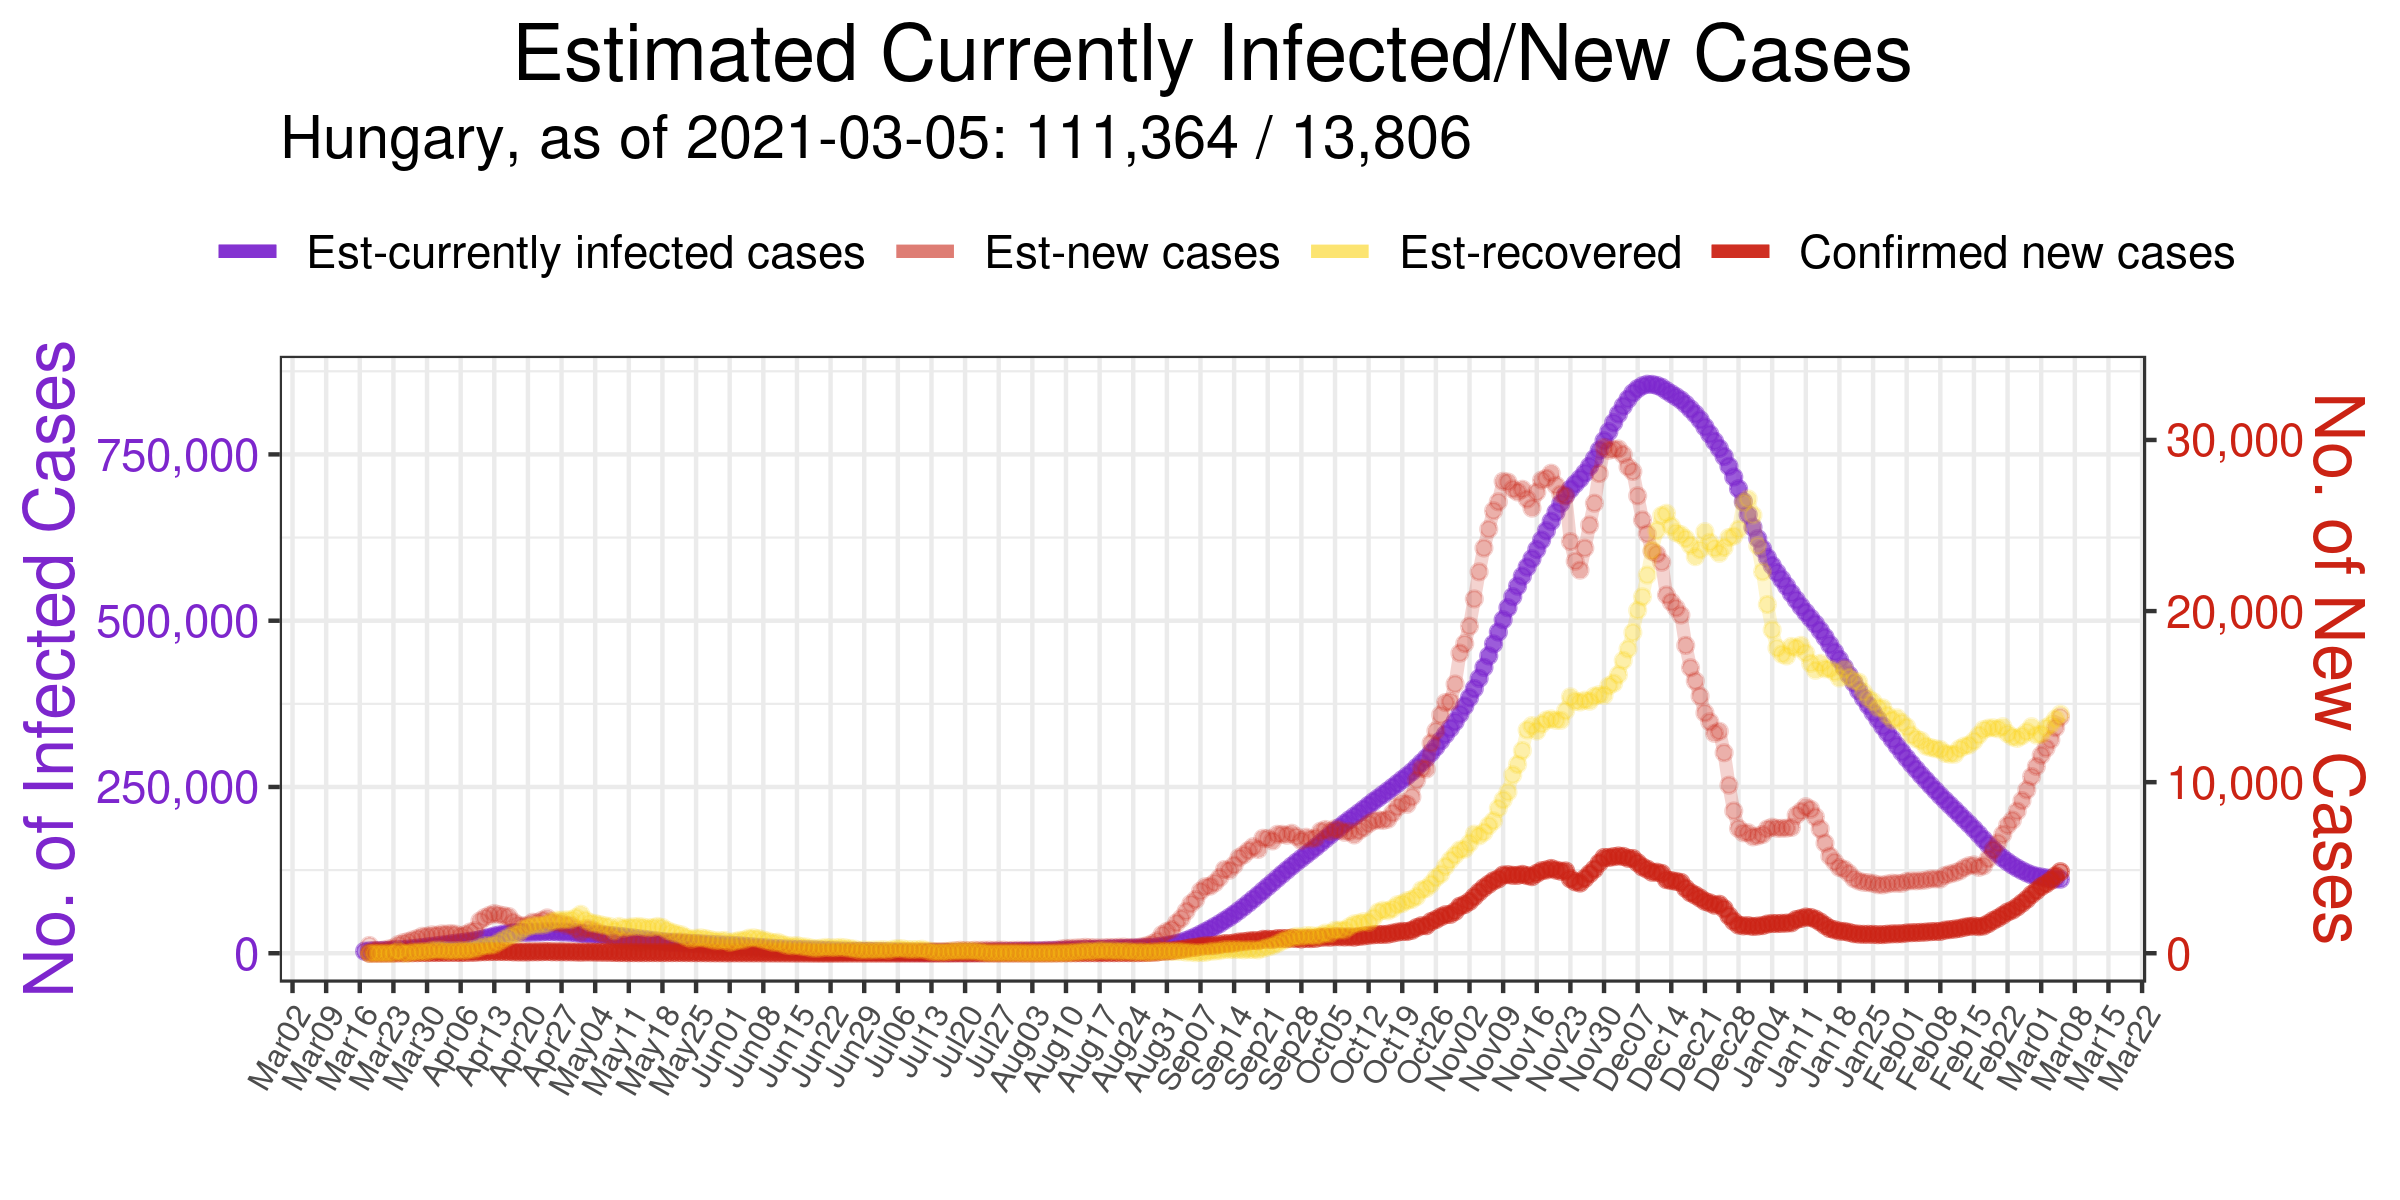 Estimated Currently Infected/New Cases
Hungary, as of 2021-03-05: 111,364 / 13,806
Est-currently infected cases Est-new cases Est-recovered Confirmed new cases
No. of Infected Cases
750,000
500,000
250,000
0
30,000
20,000
10,000
0
No. of New Cases
Mar02 Mar09 Mar16 Mar23 Mar30 Apr06 Apr13 Apr20 Apr27 May04 May11 May18 May25 Jun01 Jun08 Jun15 Jun22 Jun29 Jul06 Jul13 Jul20 Jul27 Aug03 Aug10 Aug17 Aug24 Aug31 Sep07 Sep14 Sep21 Sep28 Oct05 Oct12 Oct19 Oct26 Nov02 Nov09 Nov16 Nov23 Nov30 Dec07 Dec14 Dec21 Dec28 Jan04 Jan11 Jan18 Jan25 Feb01 Feb08 Feb15 Feb22 Mar01 Mar08 Mar15 Mar22